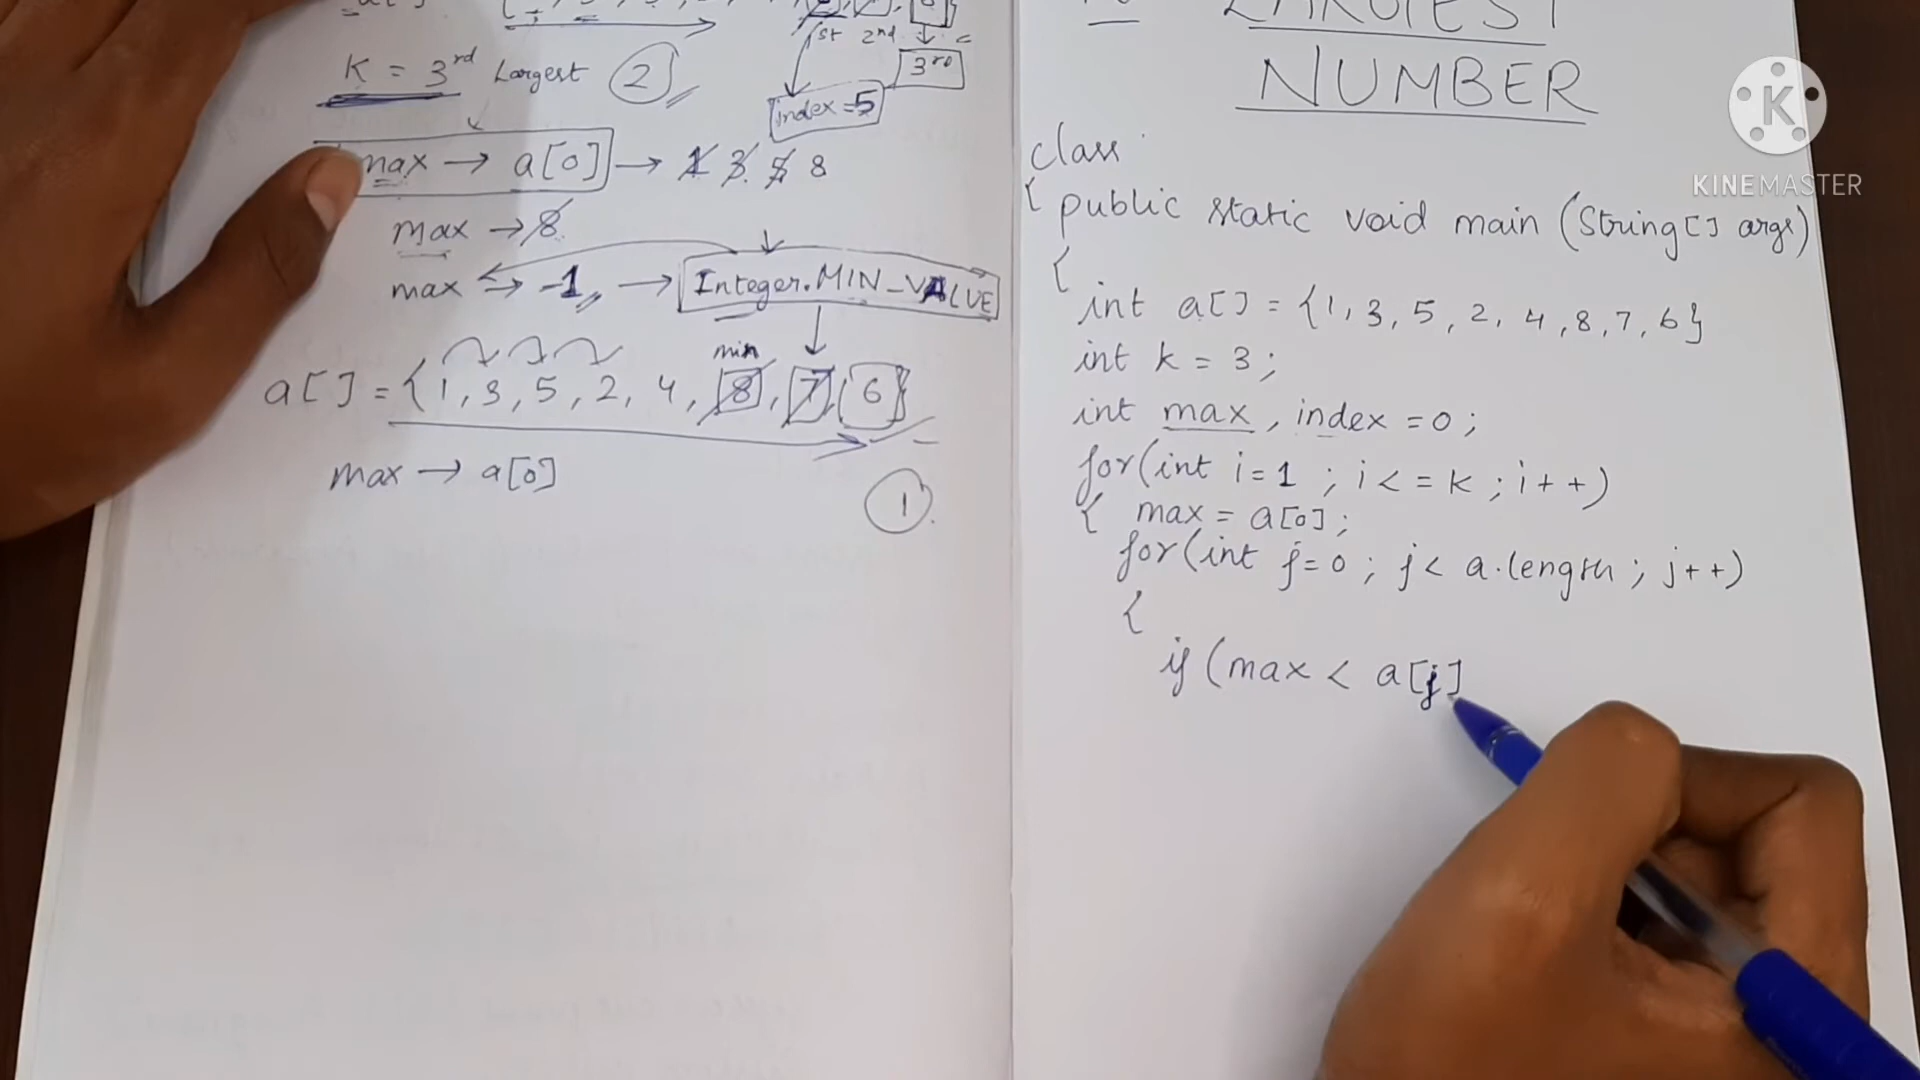 K = 3rd Largest 2
1st 2nd
3rd
index = 5
max → a[0] → 1 3 5 8
max → 8
max → -1 → Integer.MIN_VALUE
min
a[] = {1, 3, 5, 2, 4, 8, 7, 6}
max → a[0]
1
LARGEST
NUMBER
class
{ public static void main (String[] args)
{
int a[] = {1, 3, 5, 2, 4, 8, 7, 6}
int k = 3;
int max, index = 0;
for(int i=1 ; i<=k ; i++)
{ max = a[0];
for(int j=0 ; j< a.length ; j++)
{
if (max < a[j]
K
KINEMASTER